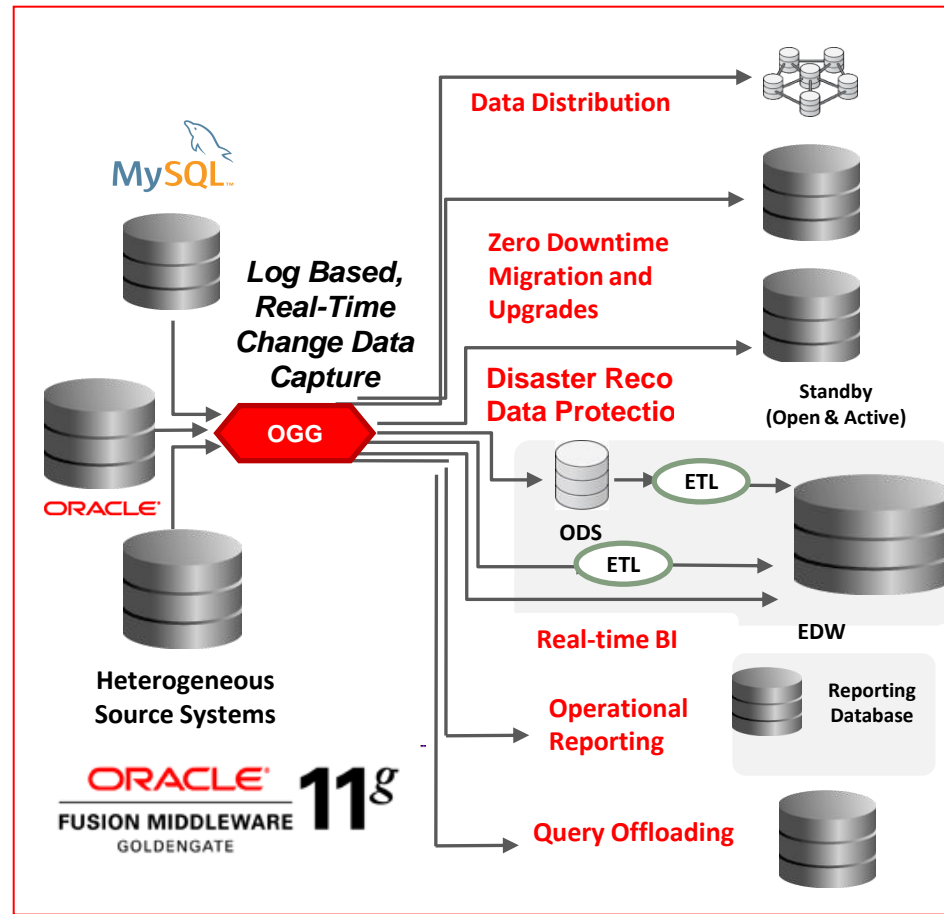 Data Distribution
MySQL™
Zero Downtime
Migration and
Upgrades
Log Based,
Real-Time
Change Data
Capture
Disaster Reco
Data Protectio
Standby
(Open & Active)
OGG
ORACLE®
ETL
ODS
ETL
EDW
Real-time BI
Heterogeneous
Source Systems
Operational
Reporting
Reporting
Database
ORACLE®
FUSION MIDDLEWARE
GOLDENGATE
11g
Query Offloading